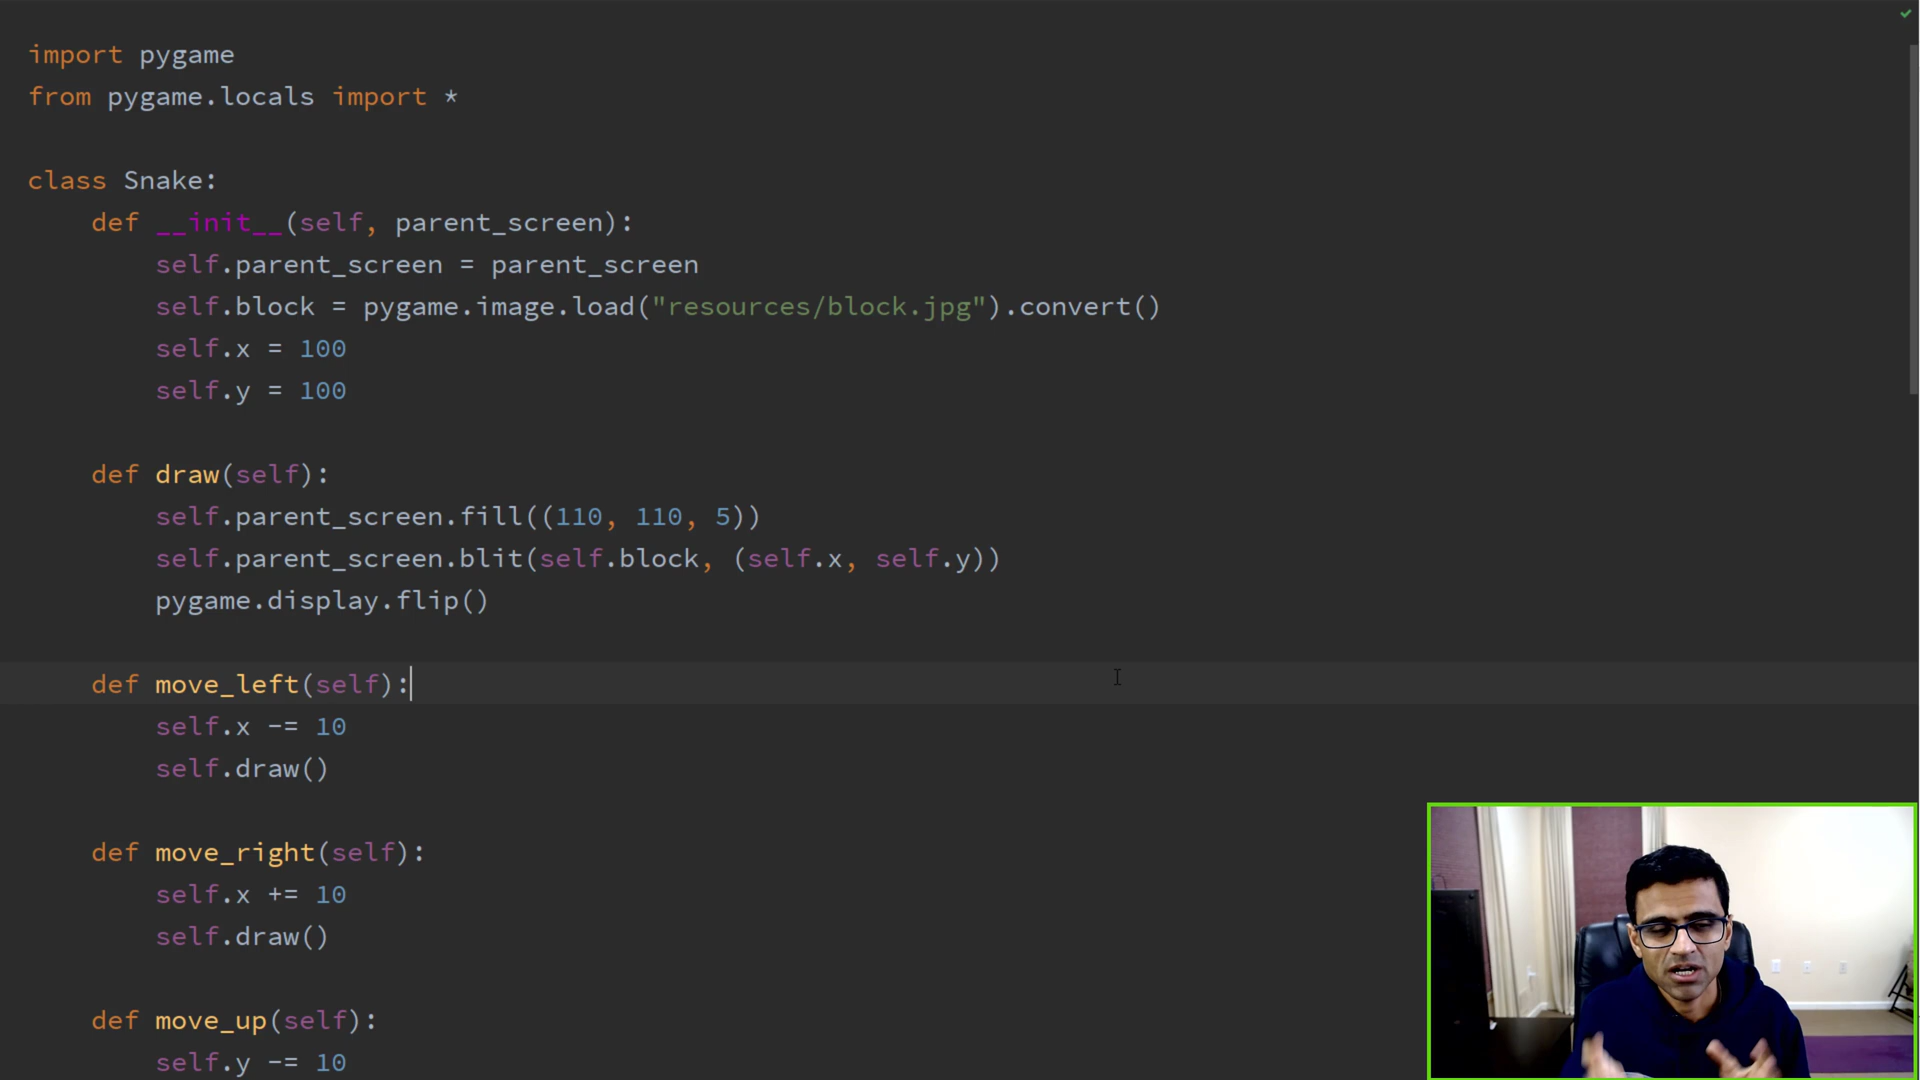 import pygame
from pygame.locals import *
class Snake:
def __init__(self, parent_screen):
self.parent_screen = parent_screen
self.block = pygame.image.load("resources/block.jpg").convert()
self.x = 100
self.y = 100
def draw(self):
self.parent_screen.fill((110, 110, 5))
self.parent_screen.blit(self.block, (self.x, self.y))
pygame.display.flip()
def move_left(self):
self.x -= 10
self.draw()
def move_right(self):
self.x += 10
self.draw()
def move_up(self):
self.y -= 10